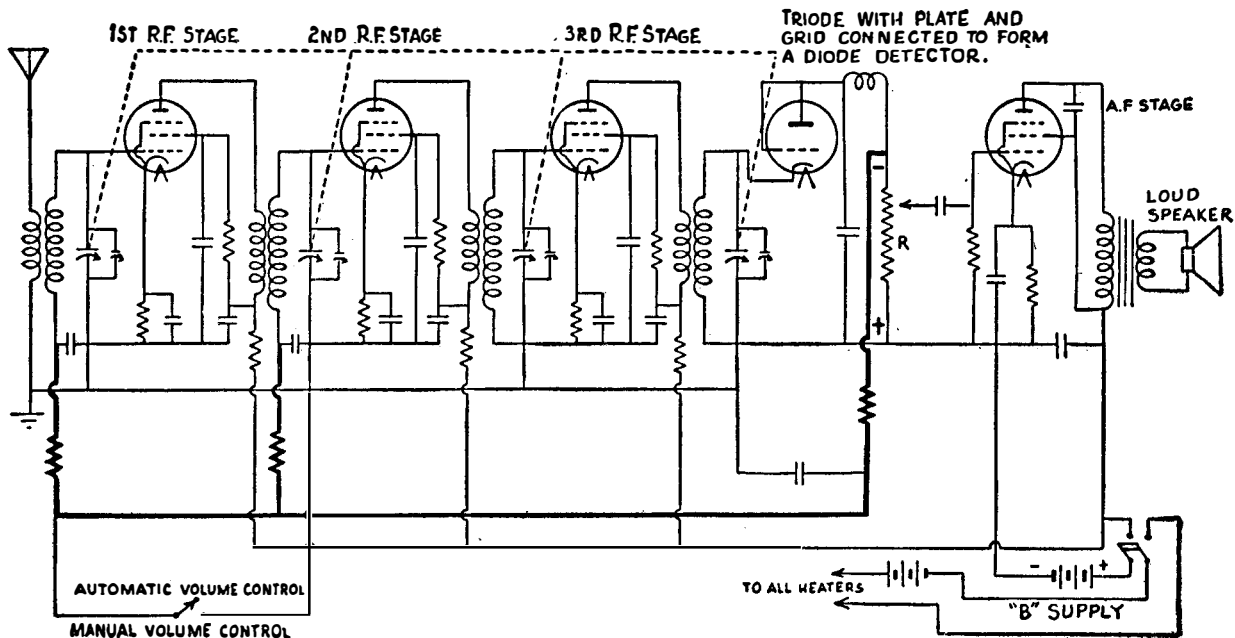 1ST R.F. STAGE
2ND R.F. STAGE
3RD R.F. STAGE
TRIODE WITH PLATE AND
GRID CONNECTED TO FORM
A DIODE DETECTOR.
A.F STAGE
LOUD
SPEAKER
-
R
+
AUTOMATIC VOLUME CONTROL
MANUAL VOLUME CONTROL
TO ALL HEATERS
- +
"B" SUPPLY